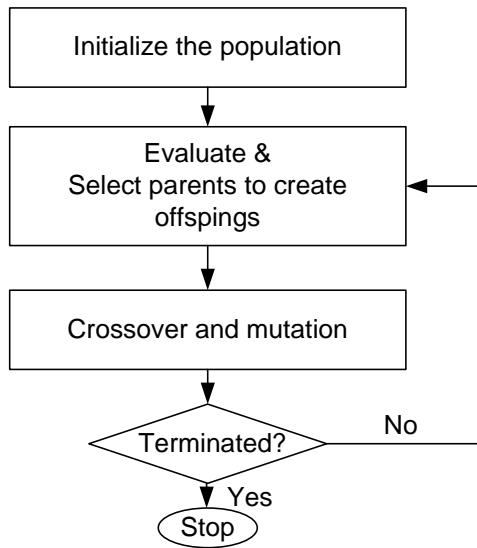 Initialize the population
Evaluate &
Select parents to create
offspings
Crossover and mutation
Terminated?
No
Yes
Stop